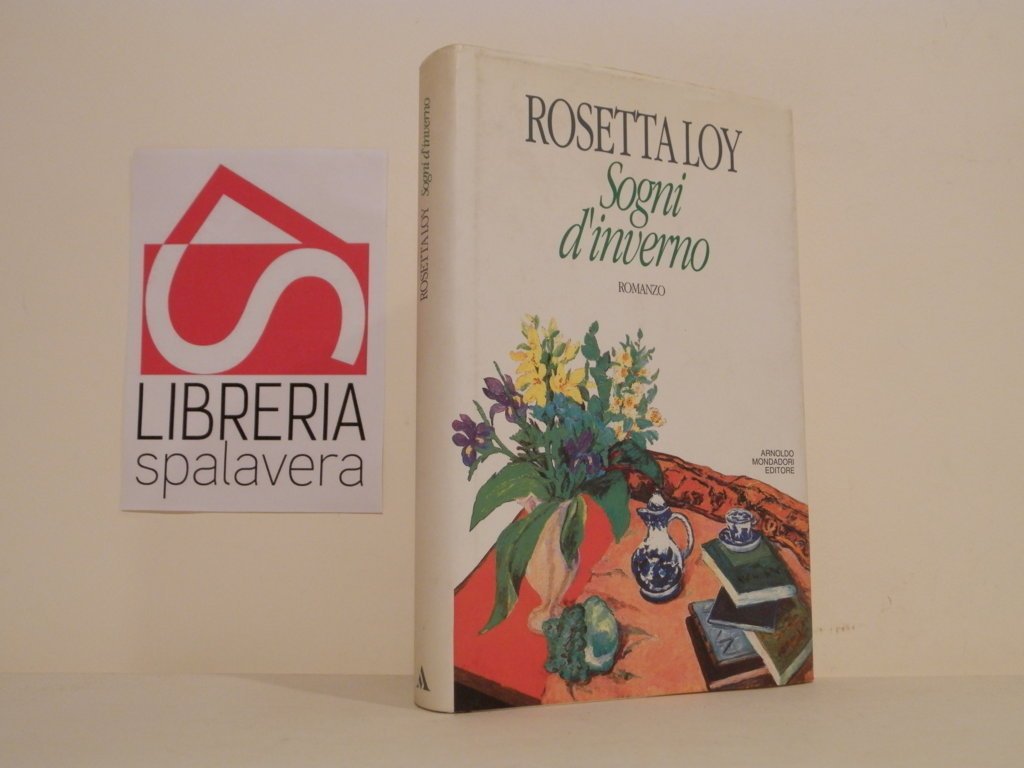 LIBRERIA
spalavera
ROSETTA LOY Sogni d'inverno
ROSETTA LOY
Sogni
d'inverno
ROMANZO
ARNOLDO
MONDADORI
EDITORE